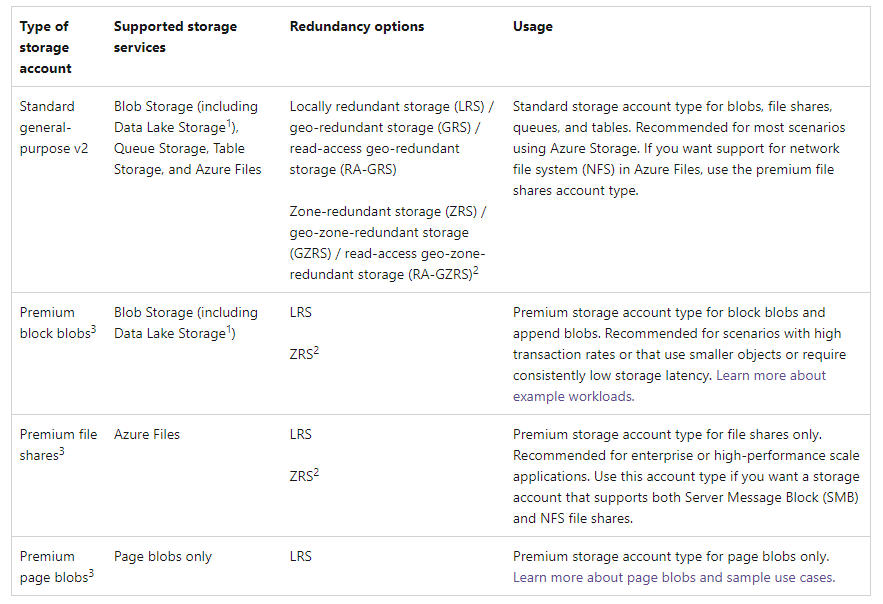 Type of storage account
Supported storage services
Redundancy options
Usage
Standard general-purpose v2
Blob Storage (including
Data Lake Storage1),
Queue Storage, Table
Storage, and Azure Files
Locally redundant storage (LRS) /
geo-redundant storage (GRS) /
read-access geo-redundant
storage (RA-GRS)
Zone-redundant storage (ZRS) /
geo-zone-redundant storage
(GZRS) / read-access geo-zone-
redundant storage (RA-GZRS)2
Standard storage account type for blobs, file shares,
queues, and tables. Recommended for most scenarios
using Azure Storage. If you want support for network
file system (NFS) in Azure Files, use the premium file
shares account type.
Premium
block blobs3
Blob Storage (including
Data Lake Storage1)
LRS
ZRS2
Premium storage account type for block blobs and
append blobs. Recommended for scenarios with high
transaction rates or that use smaller objects or require
consistently low storage latency. Learn more about
example workloads.
Premium file
shares3
Azure Files
LRS
ZRS2
Premium storage account type for file shares only.
Recommended for enterprise or high-performance scale
applications. Use this account type if you want a storage
account that supports both Server Message Block (SMB)
and NFS file shares.
Premium
page blobs3
Page blobs only
LRS
Premium storage account type for page blobs only.
Learn more about page blobs and sample use cases.